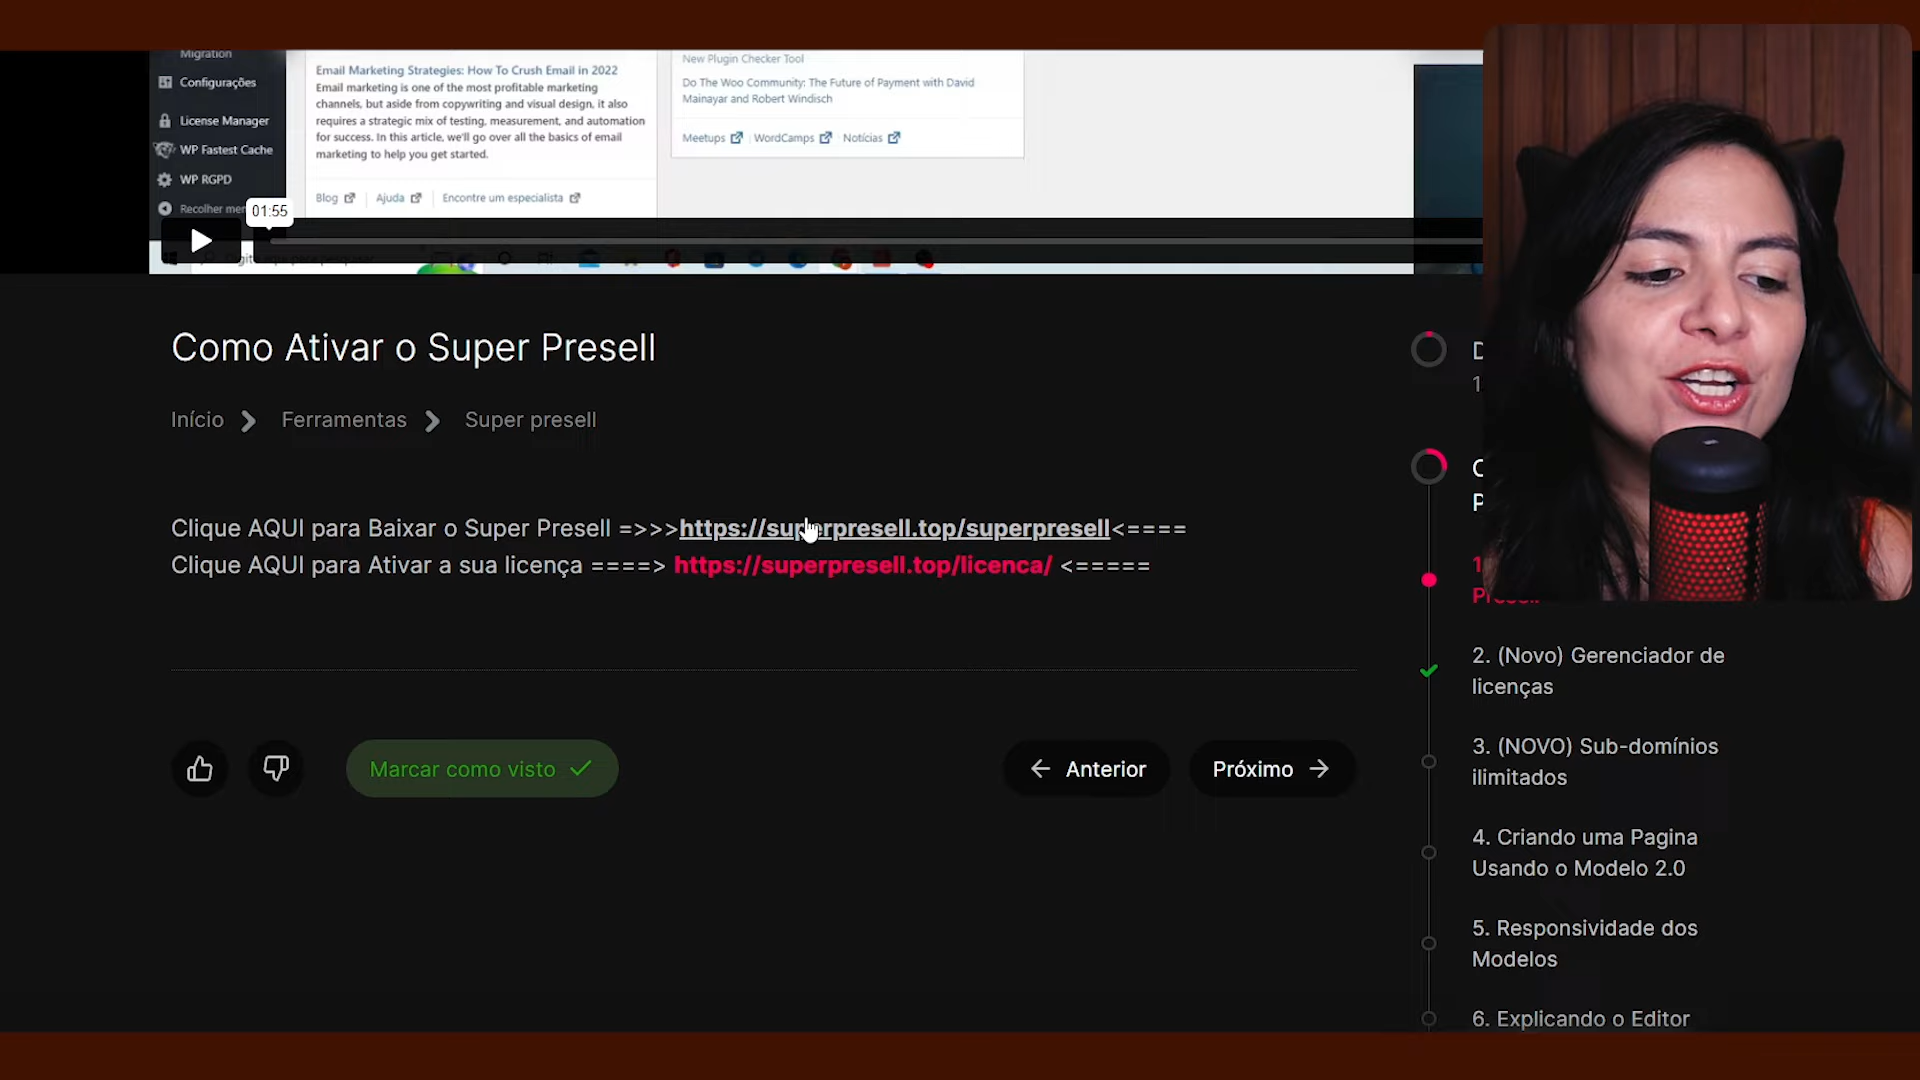 Migration
Configurações
License Manager
WP Fastest Cache
WP RGPD
Recolher mer
Email Marketing Strategies: How To Crush Email in 2022
Email marketing is one of the most profitable marketing
channels, but aside from copywriting and visual design, it also
requires a strategic mix of testing, measurement, and automation
for success. In this article, we'll go over all the basics of email
marketing to help you get started.
Blog
Ajuda
Encontre um especialista
New Plugin Checker Tool
Do The Woo Community: The Future of Payment with David
Mainayar and Robert Windisch
Meetups
WordCamps
Notícias
01:55
Como Ativar o Super Presell
Início
Ferramentas
Super presell
Clique AQUI para Baixar o Super Presell =>>>https://superpresell.top/superpresell<====
Clique AQUI para Ativar a sua licença ====> https://superpresell.top/licenca/ <=====
Marcar como visto
Anterior
Próximo
2. (Novo) Gerenciador de
licenças
3. (NOVO) Sub-domínios
ilimitados
4. Criando uma Pagina
Usando o Modelo 2.0
5. Responsividade dos
Modelos
6. Explicando o Editor